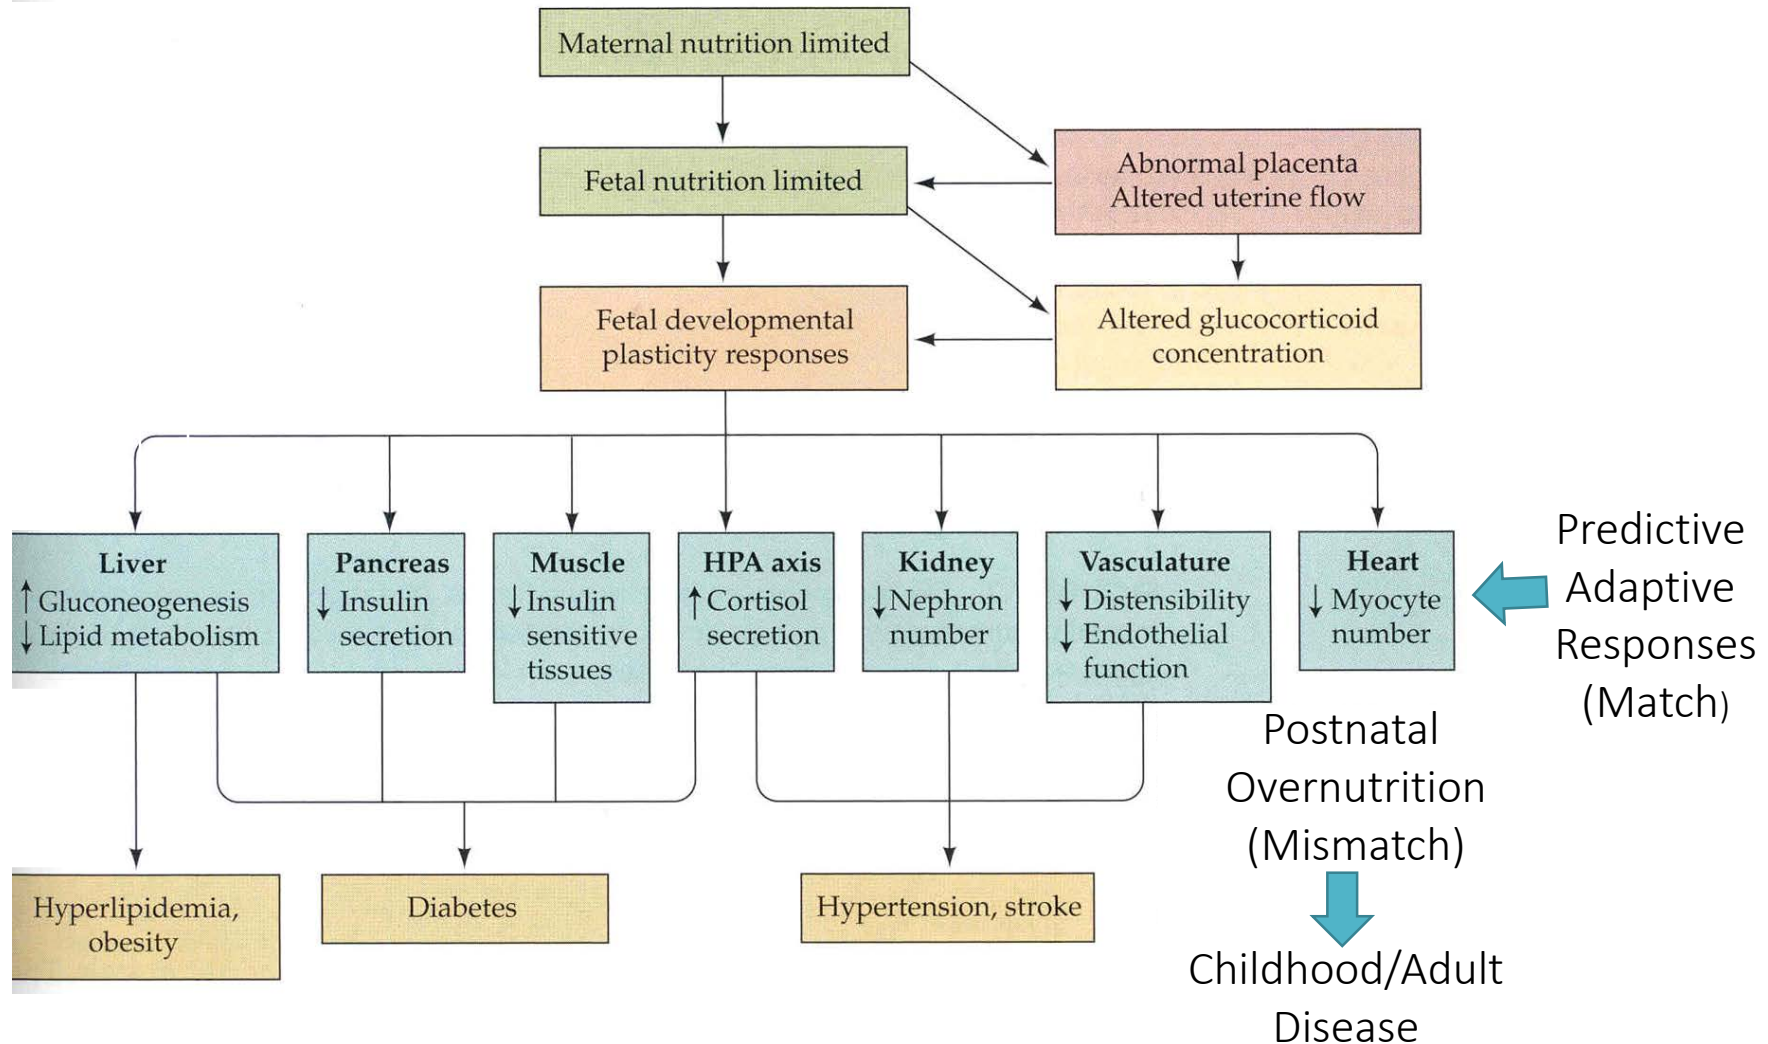 Maternal nutrition limited
Fetal nutrition limited
Abnormal placenta
Altered uterine flow
Fetal developmental
plasticity responses
Altered glucocorticoid
concentration
Liver
↑ Gluconeogenesis
↓ Lipid metabolism
Pancreas
↓ Insulin
secretion
Muscle
↓ Insulin
sensitive
tissues
HPA axis
↑ Cortisol
secretion
Kidney
↓ Nephron
number
Vasculature
↓ Distensibility
↓ Endothelial
function
Heart
↓ Myocyte
number
Predictive
Adaptive
Responses
(Match)
Postnatal
Overnutrition
(Mismatch)
Hyperlipidemia,
obesity
Diabetes
Hypertension, stroke
Childhood/Adult
Disease